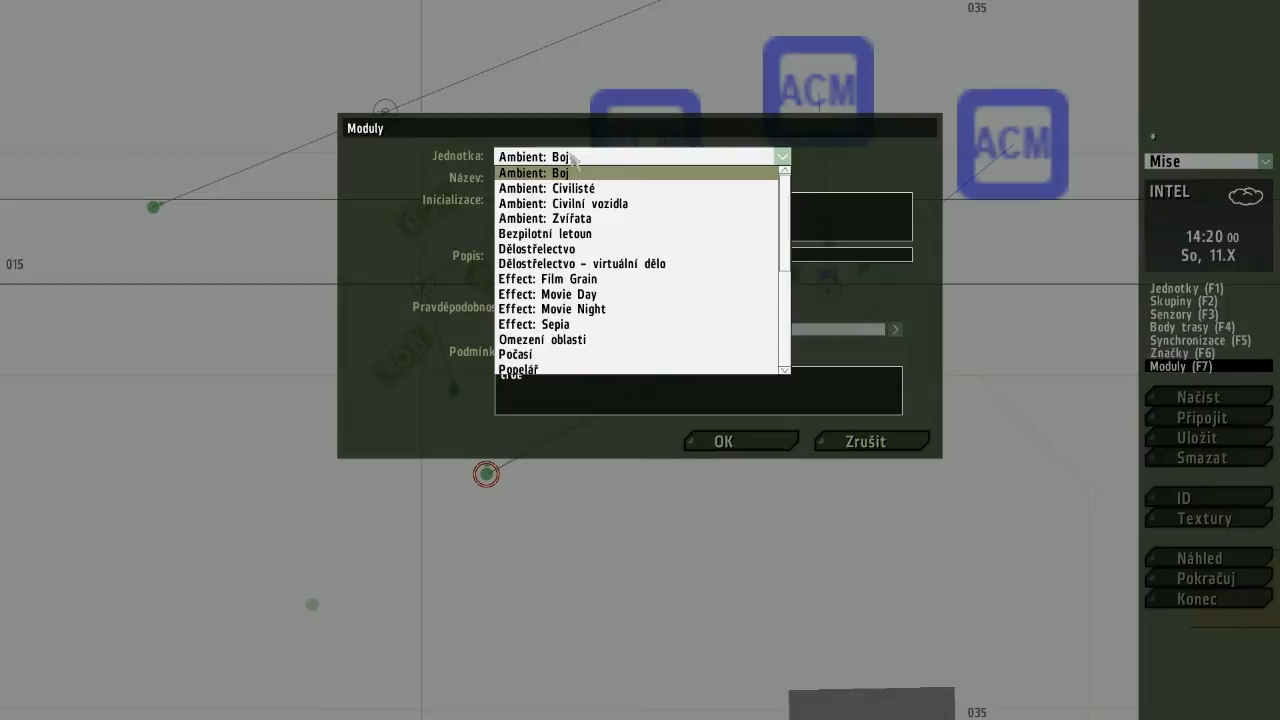 035
ACM
ACM
Moduly
Jednotka:
Ambient: Boj
Název:
Ambient: Boj
Ambient: Civilisté
Inicializace:
Ambient: Civilní vozidla
Ambient: Zvířata
Bezpilotní letoun
Popis:
Dělostřelectvo
Dělostřelectvo – virtuální dělo
Effect: Film Grain
Effect: Movie Day
Pravděpodobnos
Effect: Movie Night
Effect: Sepia
Omezení oblasti
Podmínk
Počasí
Popelář
true
OK
Zrušit
015
Mise
INTEL
14:20 00
So, 11.X
Jednotky (F1)
Skupiny (F2)
Senzory (F3)
Body trasy (F4)
Synchronizace (F5)
Značky (F6)
Moduly (F7)
Načíst
Připojit
Uložit
Smazat
ID
Textury
Náhled
Pokračuj
Konec
035